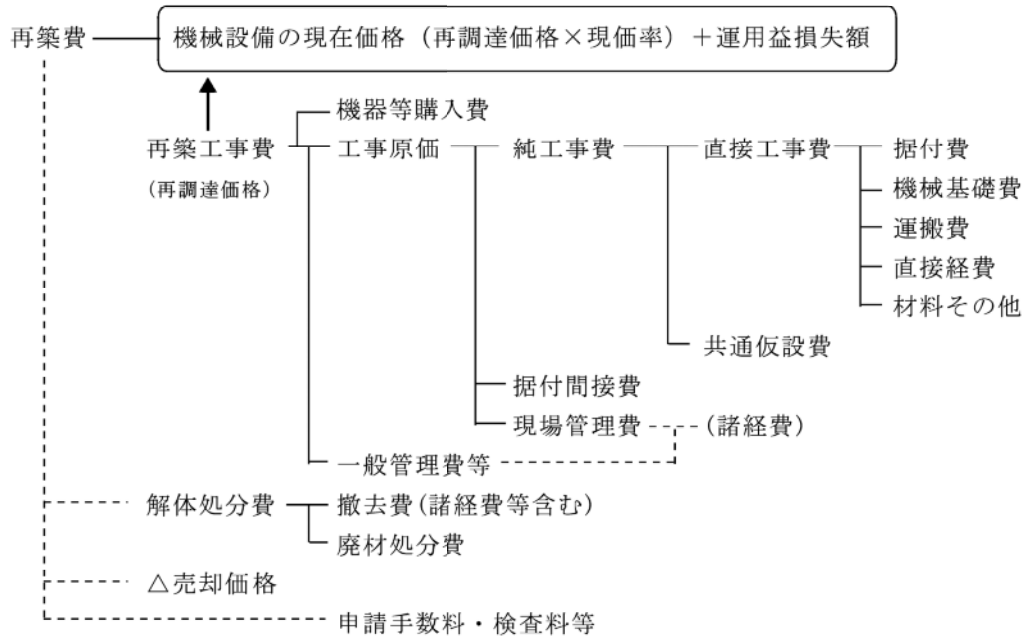 再築費 機械設備の現在価格（再調達価格×現価率）＋運用益損失額
機器等購入費
再築工事費 工事原価 純工事費 直接工事費 据付費
(再調達価格) 機械基礎費
運搬費
直接経費
材料その他
共通仮設費
据付間接費
現場管理費 (諸経費)
一般管理費等
解体処分費 撤去費(諸経費等含む)
廃材処分費
△売却価格
申請手数料・検査料等